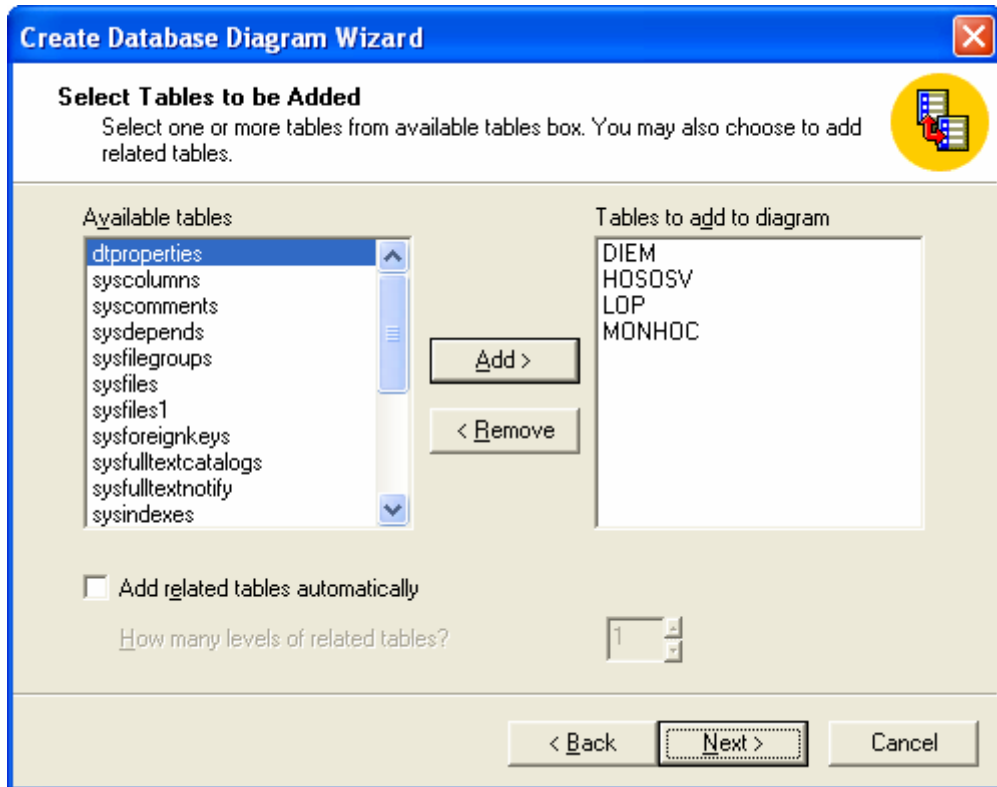 Create Database Diagram Wizard
Select Tables to be Added
Select one or more tables from available tables box. You may also choose to add
related tables.
Available tables
dtproperties
syscolumns
syscomments
sysdepends
sysfilegroups
sysfiles
sysfiles1
sysforeignkeys
sysfulltextcatalogs
sysfulltextnotify
sysindexes
Add >
< Remove
Tables to add to diagram
DIEM
HOSOSV
LOP
MONHOC
Add related tables automatically
How many levels of related tables?
1
< Back
Next >
Cancel